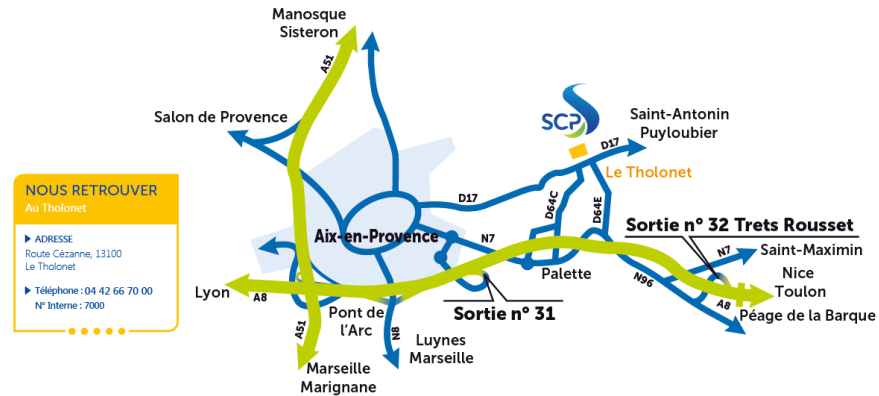 Manosque
Sisteron
A51
Salon de Provence
SCP
Saint-Antonin
Puyloubier
D17
Le Tholonet
NOUS RETROUVER
Au Tholonet
ADRESSE
Route Cézanne, 13100
Le Tholonet
Téléphone : 04 42 66 70 00
N° Interne : 7000
D17
D64C
D64E
Aix-en-Provence
N7
Sortie n° 32 Trets Rousset
N7
Saint-Maximin
Palette
N96
Nice
Toulon
Lyon
A8
A8
Péage de la Barque
Pont de
l'Arc
Sortie n° 31
A51
N8
Luynes
Marseille
Marseille
Marignane